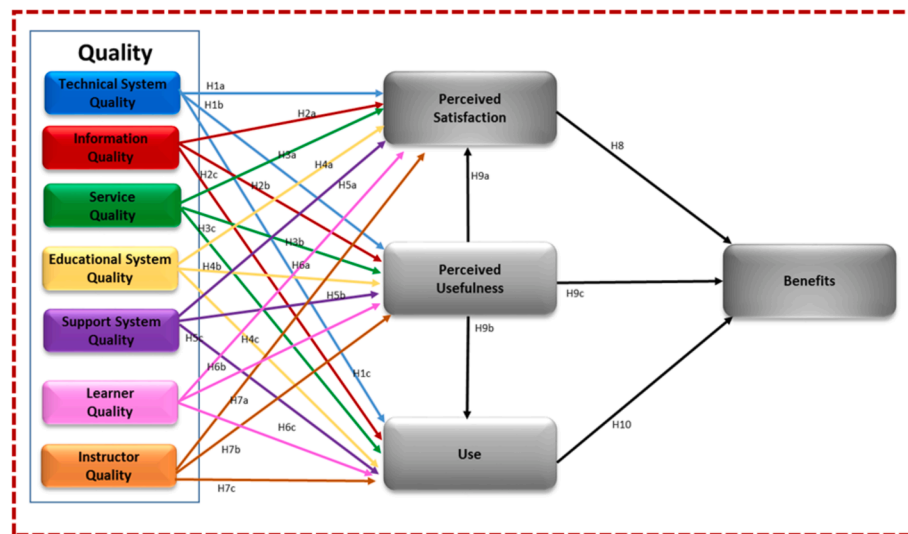 Quality
Technical System
Quality
Information
Quality
Service
Quality
Educational System
Quality
Support System
Quality
Learner
Quality
Instructor
Quality
H1a
H1b
H2a
H3a
H2c
H4a
H2b
H5a
H3c
H3b
H4b
H6a
H5b
H5c
H4c
H6b
H1c
H7a
H6c
H7b
H7c
Perceived
Satisfaction
H9a
Perceived
Usefulness
H9b
Use
H8
H9c
H10
Benefits